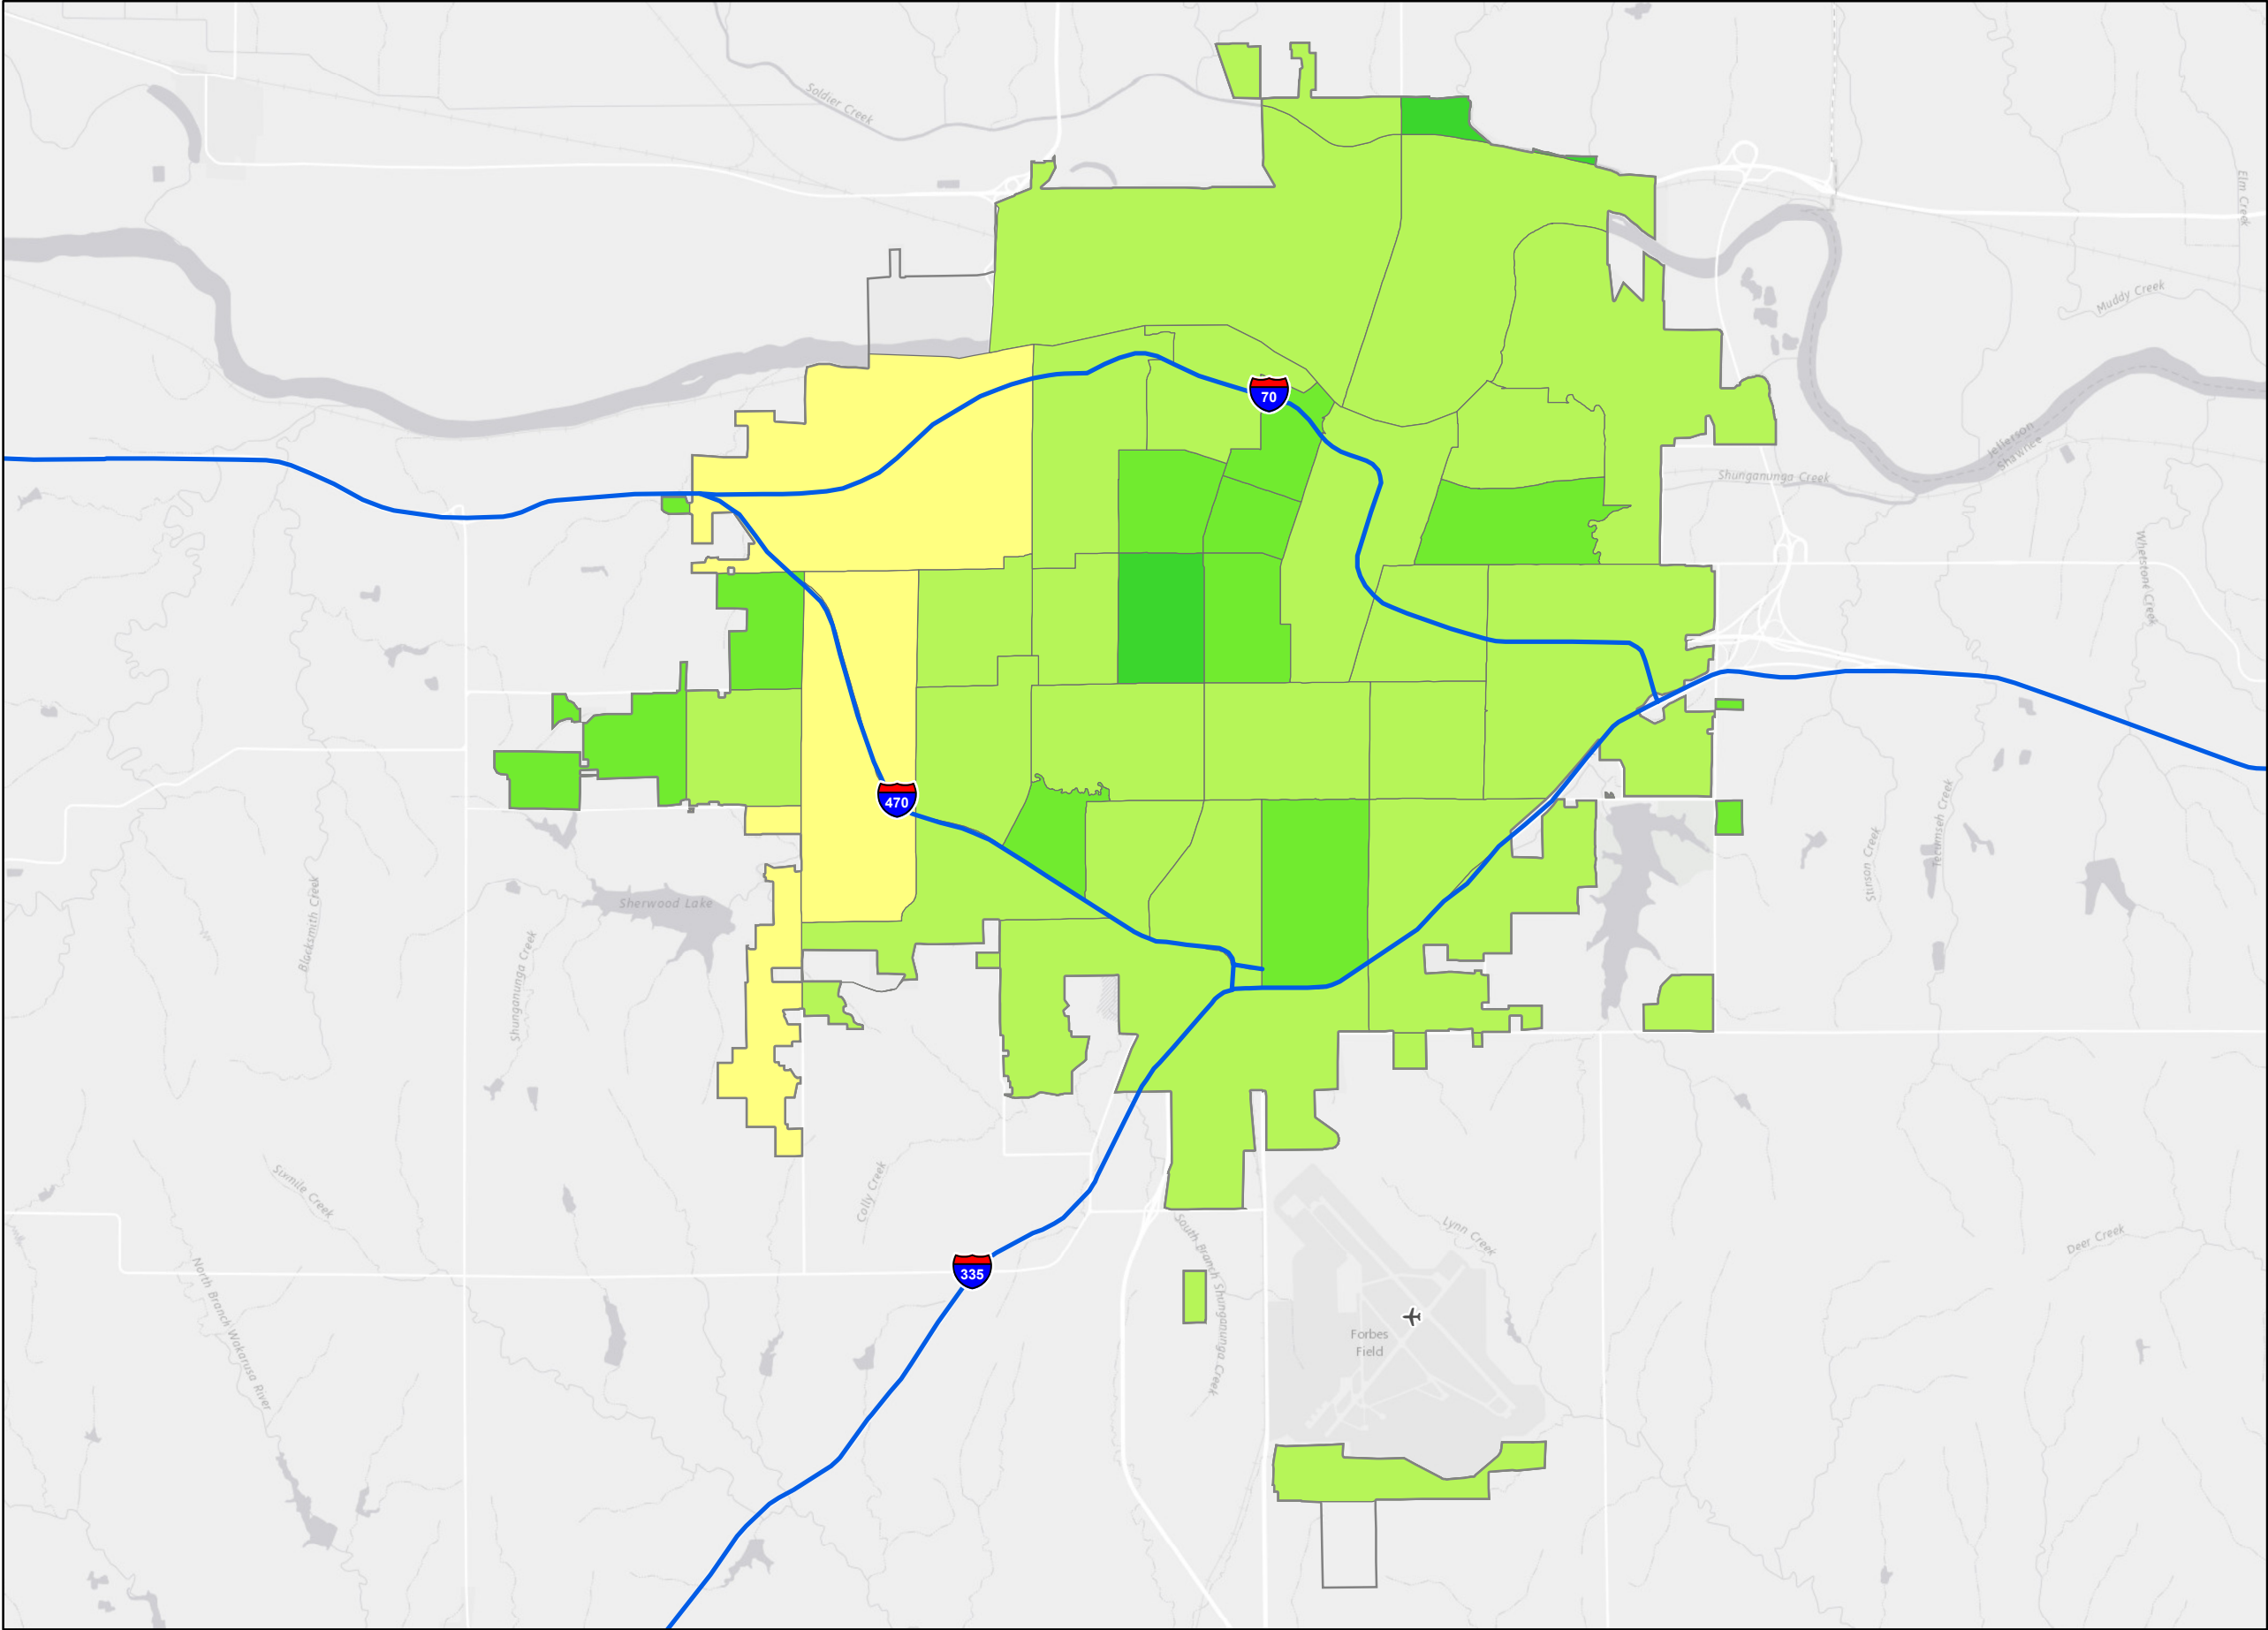 Soldier Creek
Elm Creek
Muddy Creek
70
Jefferson
Shawnee
Shunganunga Creek
Whetstone Creek
470
Sherwood Lake
Blacksmith Creek
Shunganunga Creek
Stinson Creek
Tecumseh Creek
Sixmile Creek
Colly Creek
South Branch Shunganunga Creek
Lynn Creek
Deer Creek
North Branch Wakarusa River
335
Forbes
Field